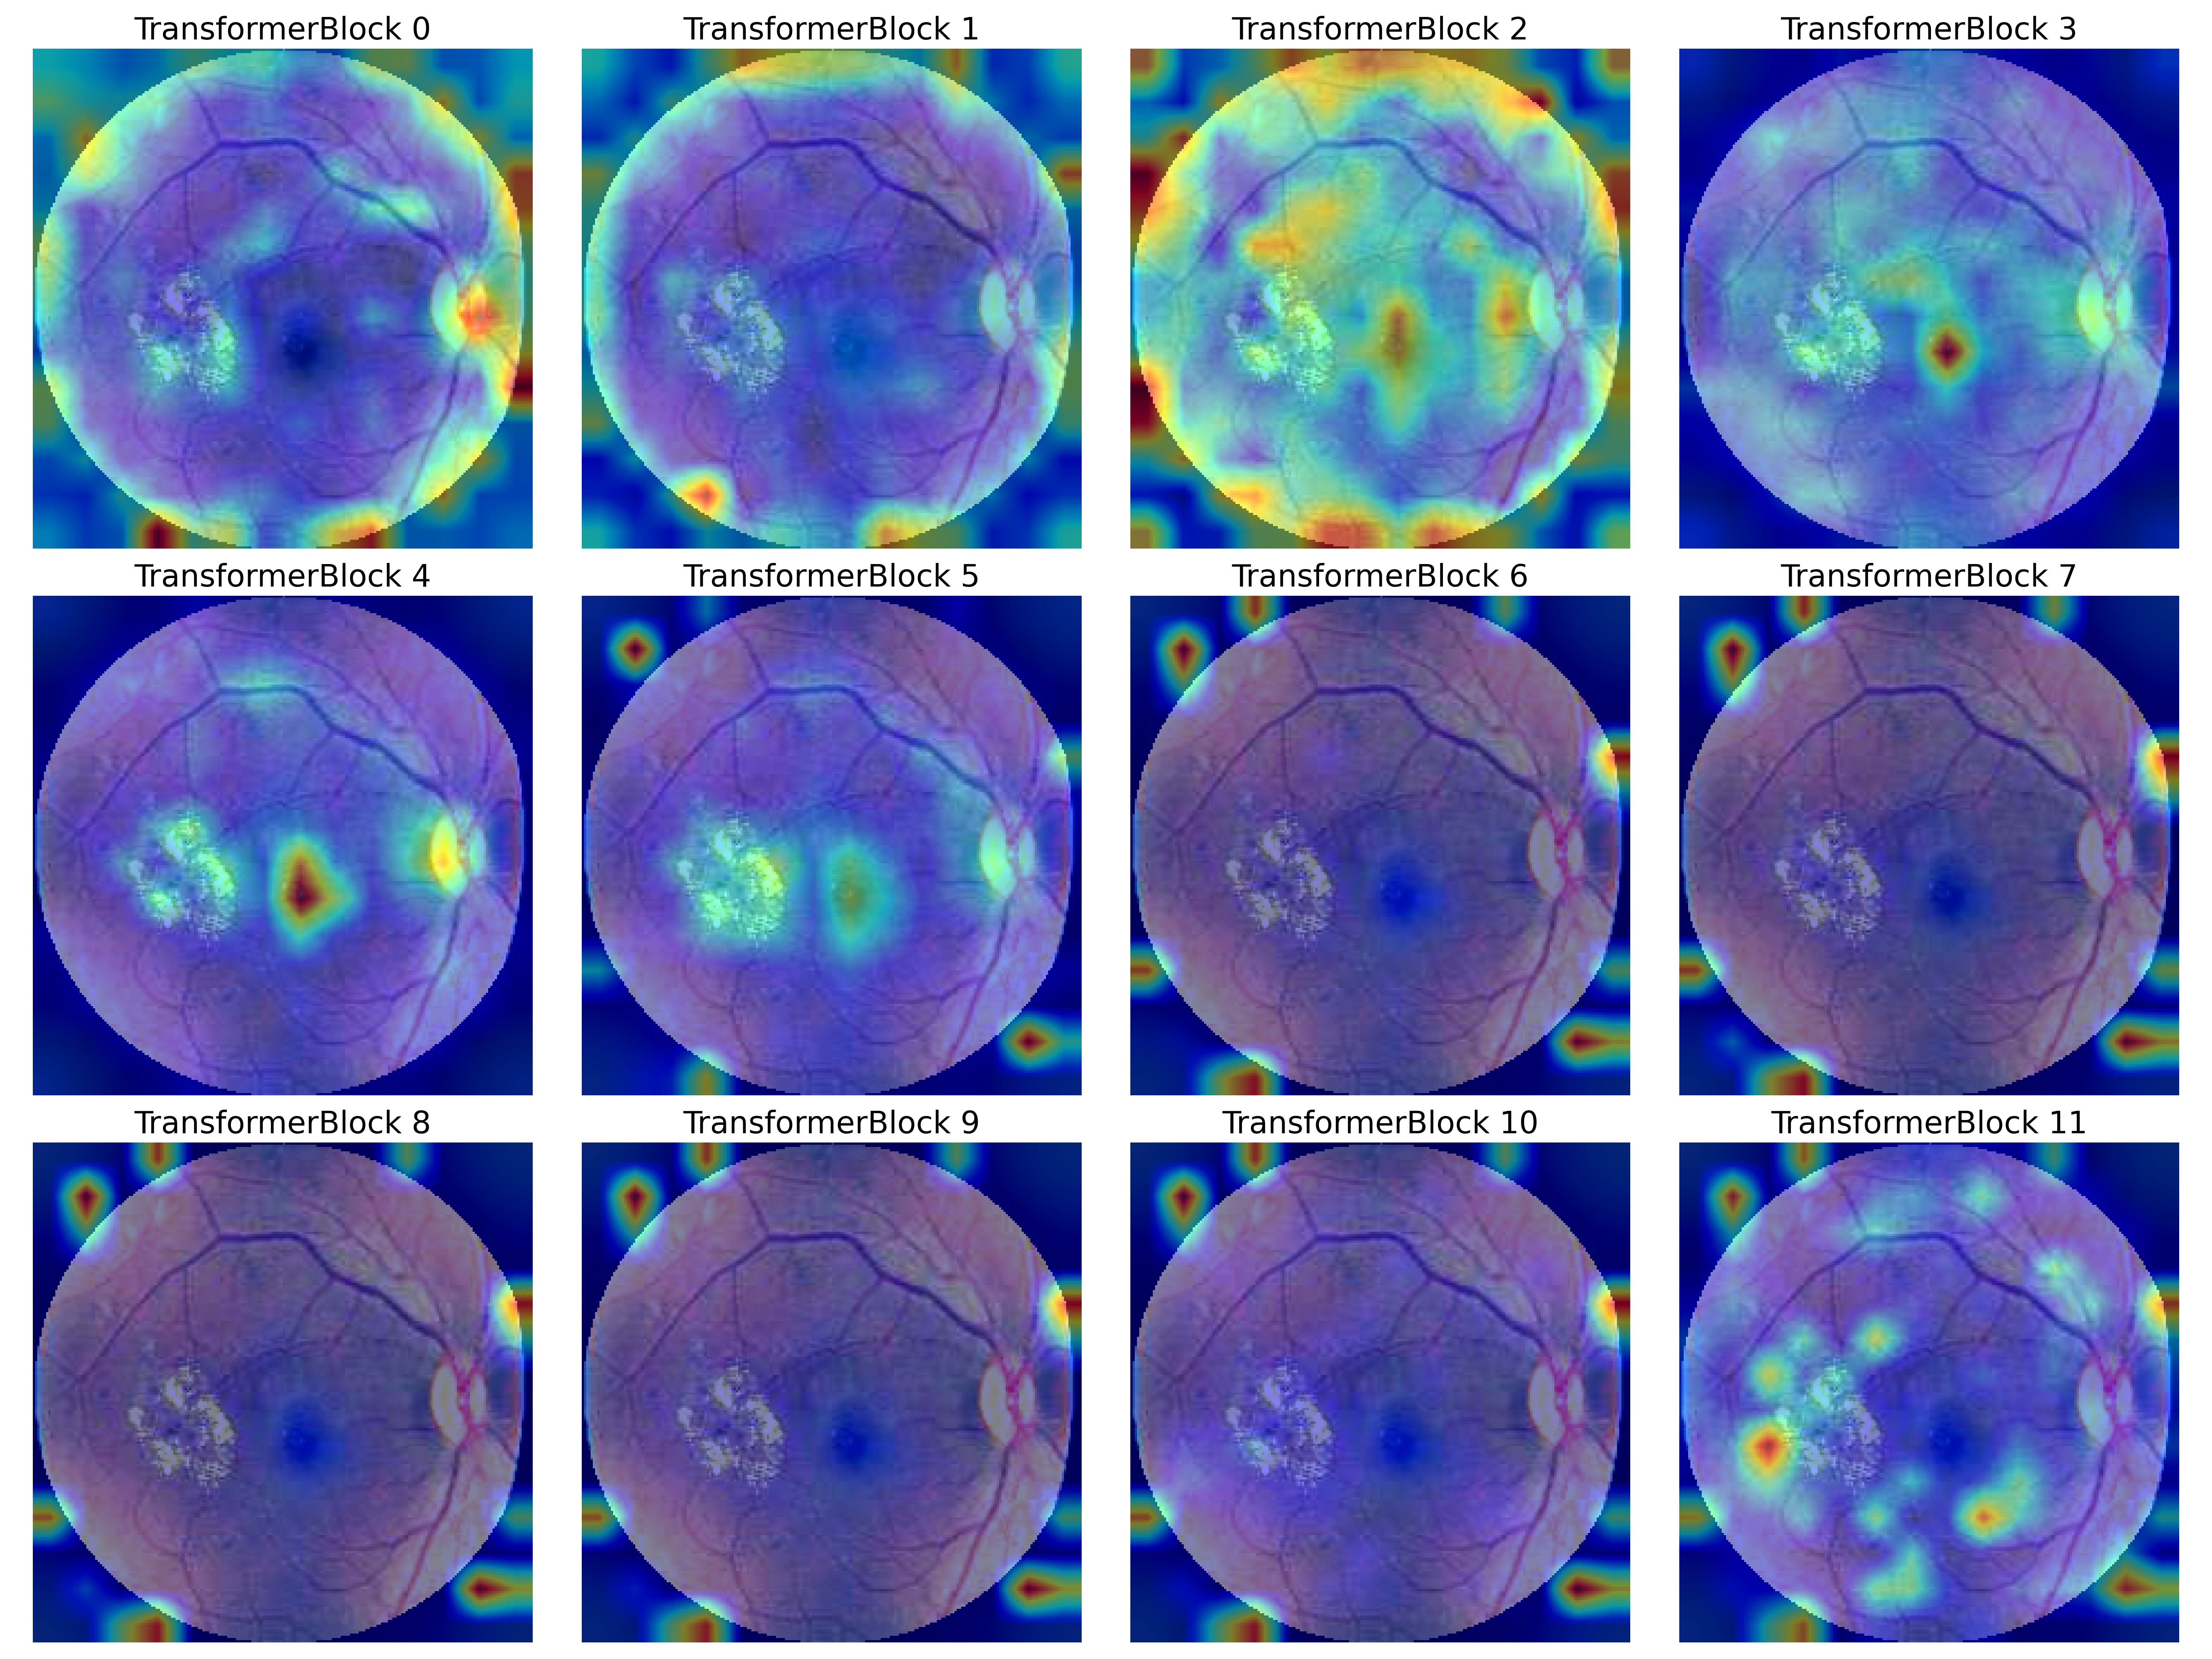 TransformerBlock 0
TransformerBlock 1
TransformerBlock 2
TransformerBlock 3
TransformerBlock 4
TransformerBlock 5
TransformerBlock 6
TransformerBlock 7
TransformerBlock 8
TransformerBlock 9
TransformerBlock 10
TransformerBlock 11